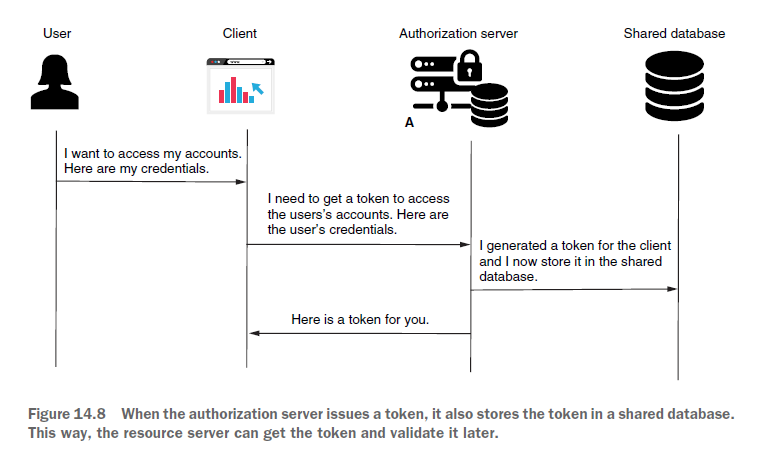 User
Client
Authorization server
Shared database
www
A
I want to access my accounts.
Here are my credentials.
I need to get a token to access
the users's accounts. Here are
the user's credentials.
I generated a token for the client
and I now store it in the shared
database.
Here is a token for you.
Figure 14.8 When the authorization server issues a token, it also stores the token in a shared database.
This way, the resource server can get the token and validate it later.